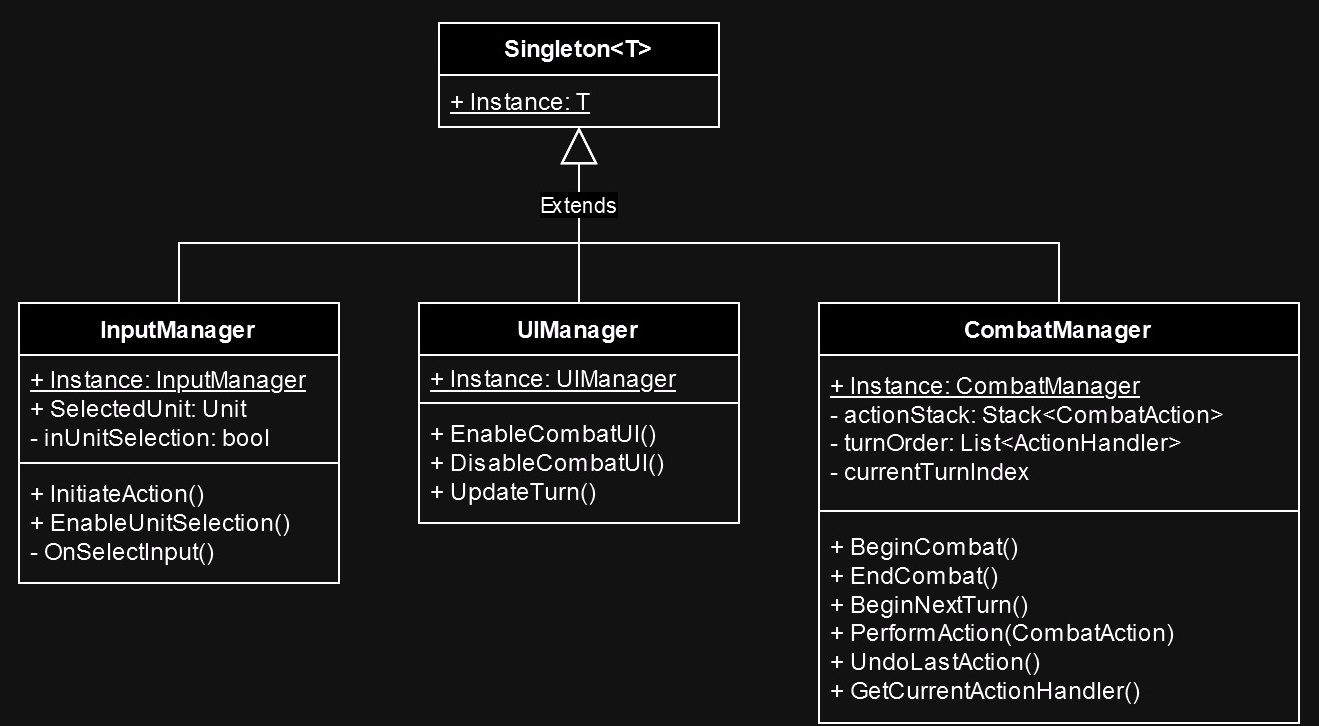 Singleton<T>
+ Instance: T
Extends
InputManager
+ Instance: InputManager
+ SelectedUnit: Unit
- inUnitSelection: bool
+ InitiateAction()
+ EnableUnitSelection()
- OnSelectInput()
UIManager
+ Instance: UIManager
+ EnableCombatUI()
+ DisableCombatUI()
+ UpdateTurn()
CombatManager
+ Instance: CombatManager
- actionStack: Stack<CombatAction>
- turnOrder: List<ActionHandler>
- currentTurnIndex
+ BeginCombat()
+ EndCombat()
+ BeginNextTurn()
+ PerformAction(CombatAction)
+ UndoLastAction()
+ GetCurrentActionHandler()